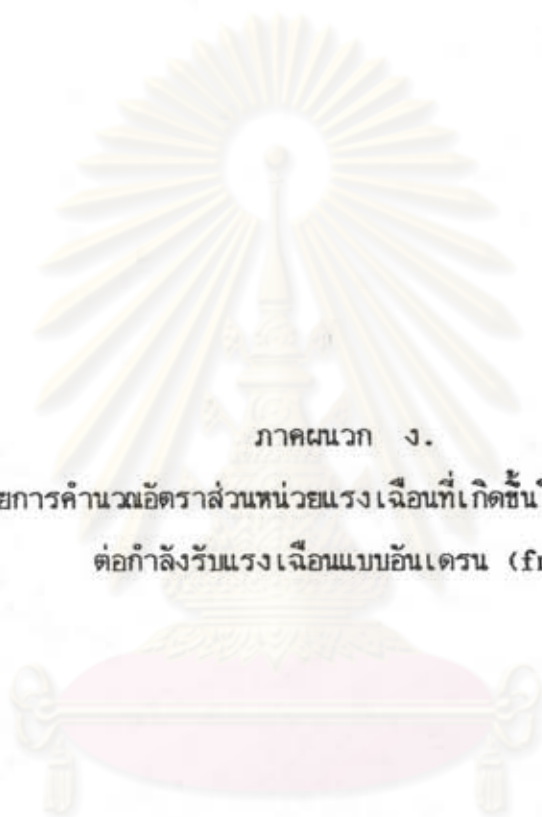 ภาคผนวก ง.
ยการคำนวณอัตราส่วนหน่วยแรงเฉือนที่เกิดขึ้น
ต่อกำลังรับแรงเฉือนแบบอันเดรน (f